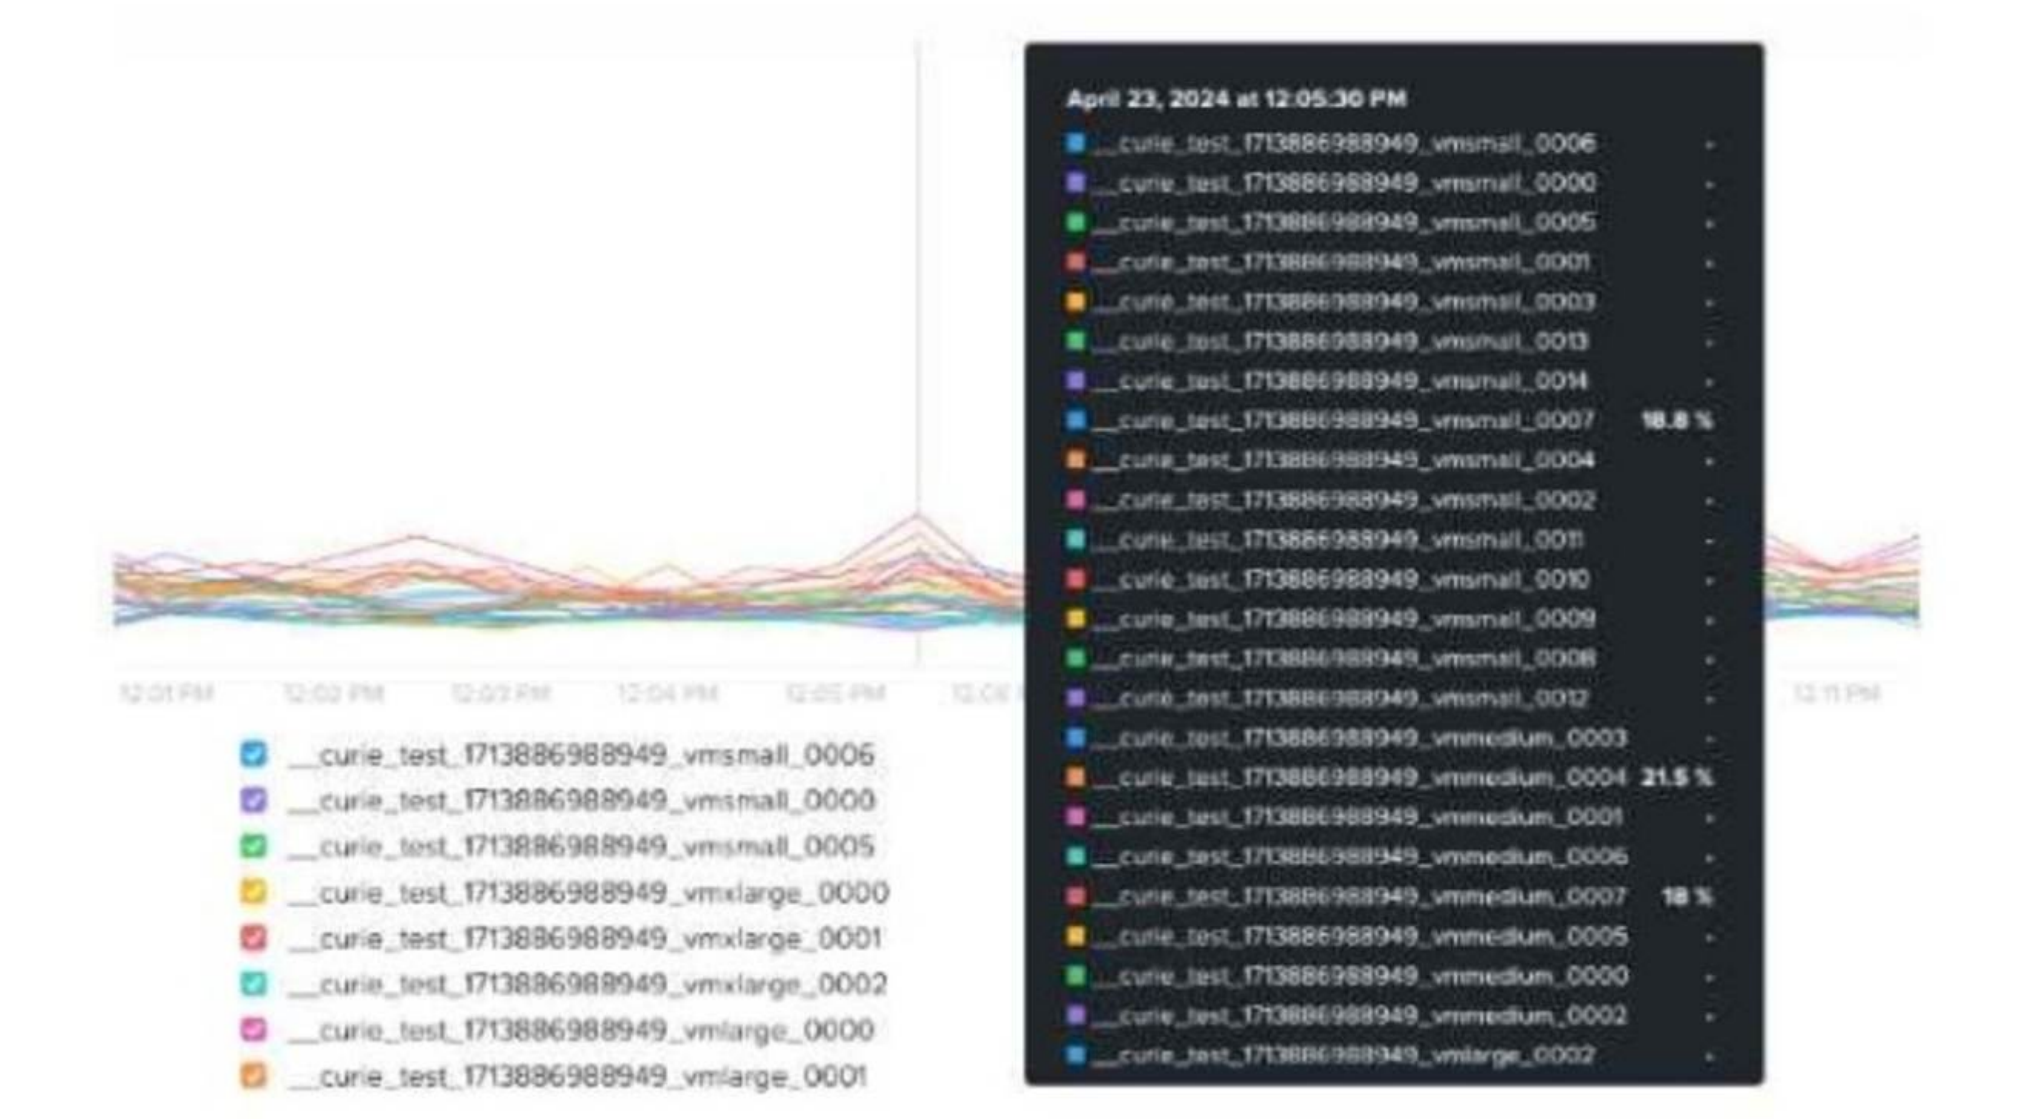 April 23, 2024 at 12:05:30 PM
__curie_test_1713886988949_vmsmall_0006 -
__curie_test_1713886988949_vmsmall_0000 -
__curie_test_1713886988949_vmsmall_0005 -
__curie_test_1713886988949_vmsmall_0001 -
__curie_test_1713886988949_vmsmall_0003 -
__curie_test_1713886988949_vmsmall_0013 -
__curie_test_1713886988949_vmsmall_0014 -
__curie_test_1713886988949_vmsmall_0007 18.8 %
__curie_test_1713886988949_vmsmall_0004 -
__curie_test_1713886988949_vmsmall_0002 -
__curie_test_1713886988949_vmsmall_0011 -
__curie_test_1713886988949_vmsmall_0010 -
__curie_test_1713886988949_vmsmall_0009 -
__curie_test_1713886988949_vmsmall_0008 -
__curie_test_1713886988949_vmsmall_0012 -
__curie_test_1713886988949_vmmedium_0003 -
__curie_test_1713886988949_vmmedium_0004 21.5 %
__curie_test_1713886988949_vmmedium_0001 -
__curie_test_1713886988949_vmmedium_0006 -
__curie_test_1713886988949_vmmedium_0007 18 %
__curie_test_1713886988949_vmmedium_0005 -
__curie_test_1713886988949_vmmedium_0000 -
__curie_test_1713886988949_vmmedium_0002 -
__curie_test_1713886988949_vmlarge_0002 -
12:01 PM 12:02 PM 12:03 PM 12:04 PM 12:05 PM 12:06 12:11 PM
__curie_test_1713886988949_vmsmall_0006
__curie_test_1713886988949_vmsmall_0000
__curie_test_1713886988949_vmsmall_0005
__curie_test_1713886988949_vmxlarge_0000
__curie_test_1713886988949_vmxlarge_0001
__curie_test_1713886988949_vmxlarge_0002
__curie_test_1713886988949_vmlarge_0000
__curie_test_1713886988949_vmlarge_0001